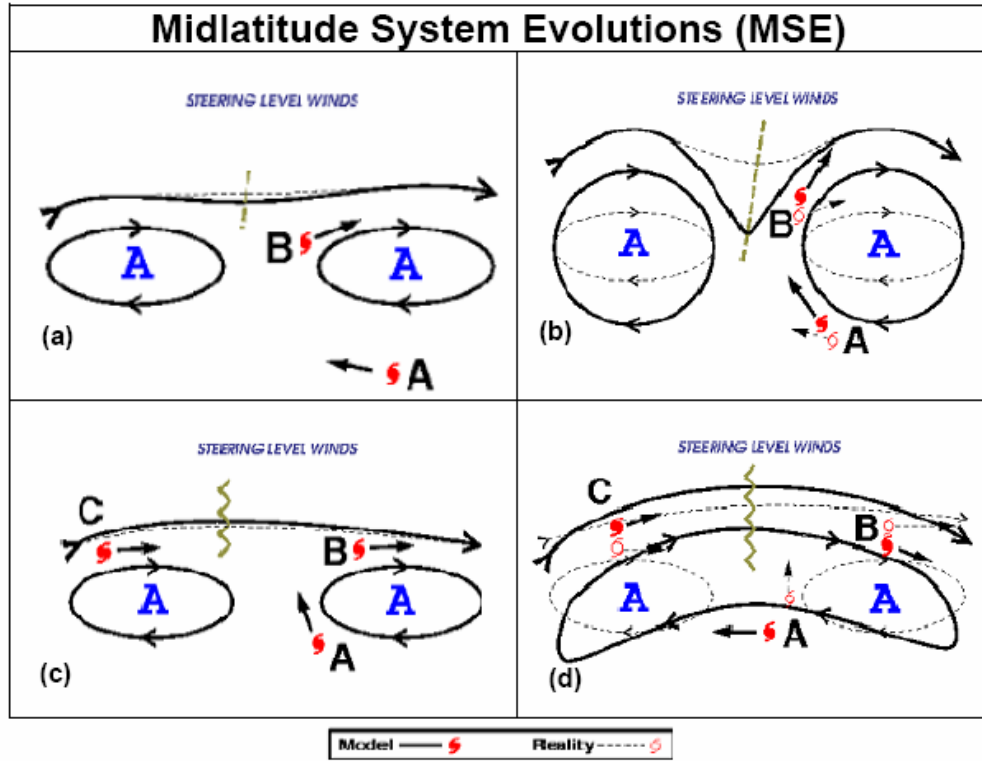 Midlatitude System Evolutions (MSE)
STEERING LEVEL WINDS
A
A
B
A
(a)
STEERING LEVEL WINDS
A
A
B
A
(b)
STEERING LEVEL WINDS
C
B
A
A
A
(c)
STEERING LEVEL WINDS
C
B
A
A
A
(d)
Model
Reality